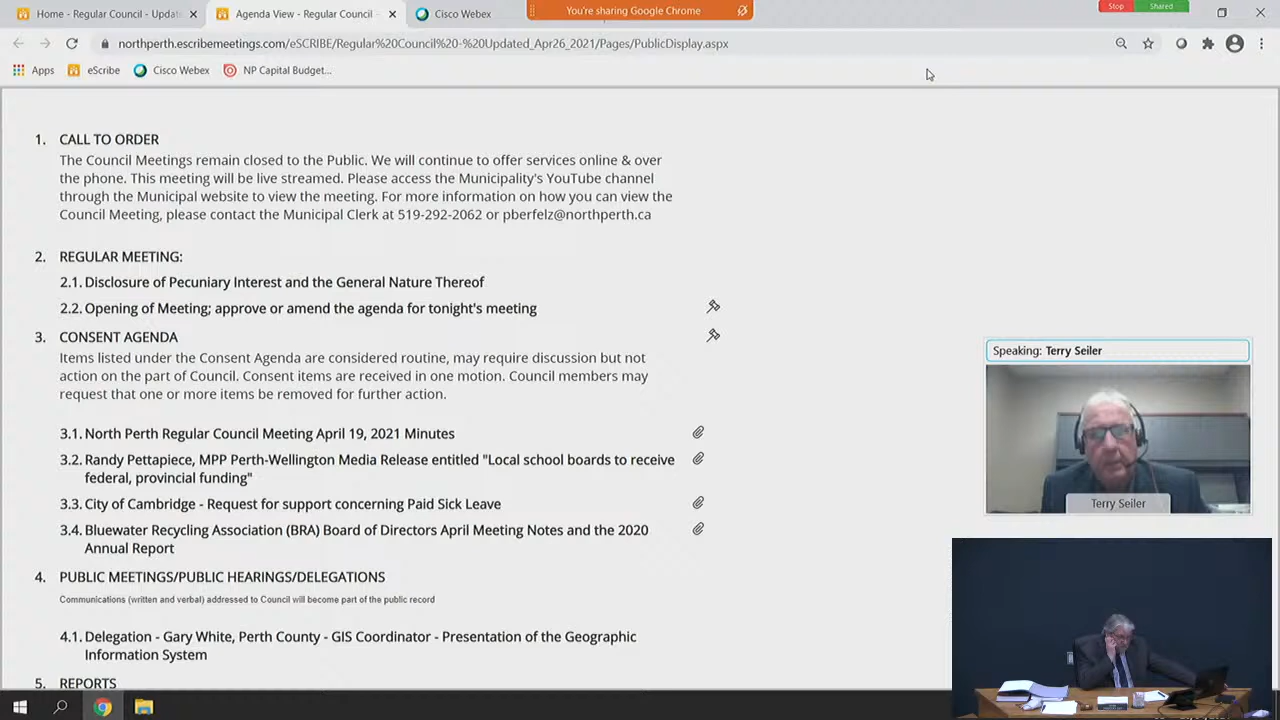 Home - Regular Council - Updat
Agenda View - Regular Council -
Cisco Webex
You're sharing Google Chrome
Stop
Shared
northperth.escribemeetings.com/eSCRIBE/Regular%20Council%20-%20Updated_Apr26_2021/Pages/PublicDisplay.aspx
Apps
eScribe
Cisco Webex
NP Capital Budget...
1. CALL TO ORDER
The Council Meetings remain closed to the Public. We will continue to offer services online & over
the phone. This meeting will be live streamed. Please access the Municipality's YouTube channel
through the Municipal website to view the meeting. For more information on how you can view the
Council Meeting, please contact the Municipal Clerk at 519-292-2062 or pberfelz@northperth.ca
2. REGULAR MEETING:
2.1. Disclosure of Pecuniary Interest and the General Nature Thereof
2.2. Opening of Meeting; approve or amend the agenda for tonight's meeting
3. CONSENT AGENDA
Items listed under the Consent Agenda are considered routine, may require discussion but not
action on the part of Council. Consent items are received in one motion. Council members may
request that one or more items be removed for further action.
3.1. North Perth Regular Council Meeting April 19, 2021 Minutes
3.2. Randy Pettapiece, MPP Perth-Wellington Media Release entitled "Local school boards to receive
federal, provincial funding"
3.3. City of Cambridge - Request for support concerning Paid Sick Leave
3.4. Bluewater Recycling Association (BRA) Board of Directors April Meeting Notes and the 2020
Annual Report
4. PUBLIC MEETINGS/PUBLIC HEARINGS/DELEGATIONS
Communications (written and verbal) addressed to Council will become part of the public record
4.1. Delegation - Gary White, Perth County - GIS Coordinator - Presentation of the Geographic
Information System
5. REPORTS
Speaking: Terry Seiler
Terry Seiler